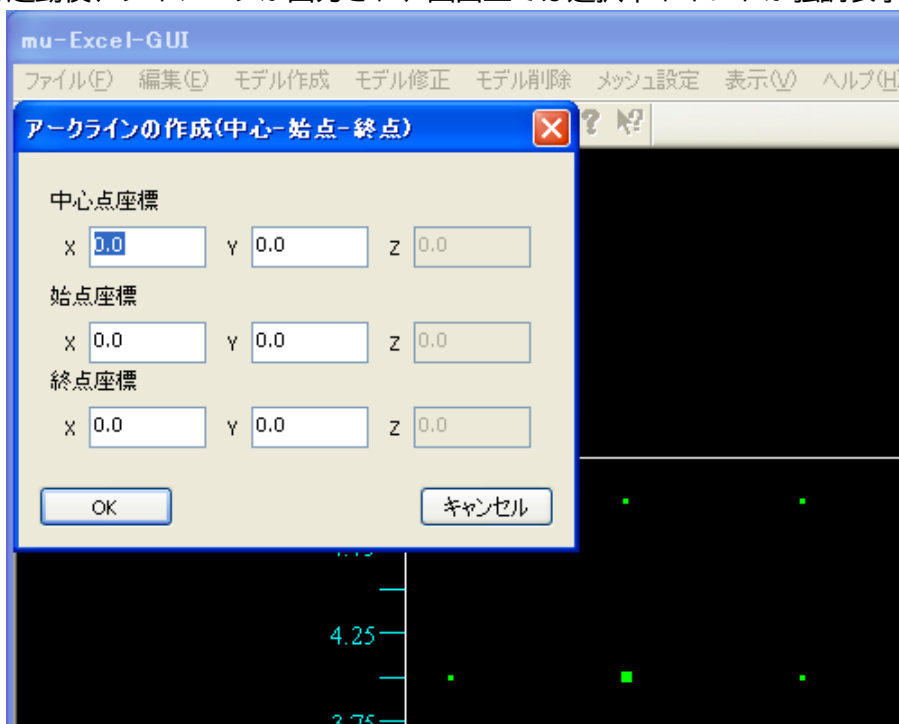 mu-Excel-GUI
ファイル(F) 編集(E) モデル作成 モデル修正 モデル削除 メッシュ設定 表示(V) ヘルプ(H)
アークラインの作成(中心-始点-終点)
中心点座標
X 0.0 Y 0.0 Z 0.0
始点座標
X 0.0 Y 0.0 Z 0.0
終点座標
X 0.0 Y 0.0 Z 0.0
OK キャンセル
4.25
3.75